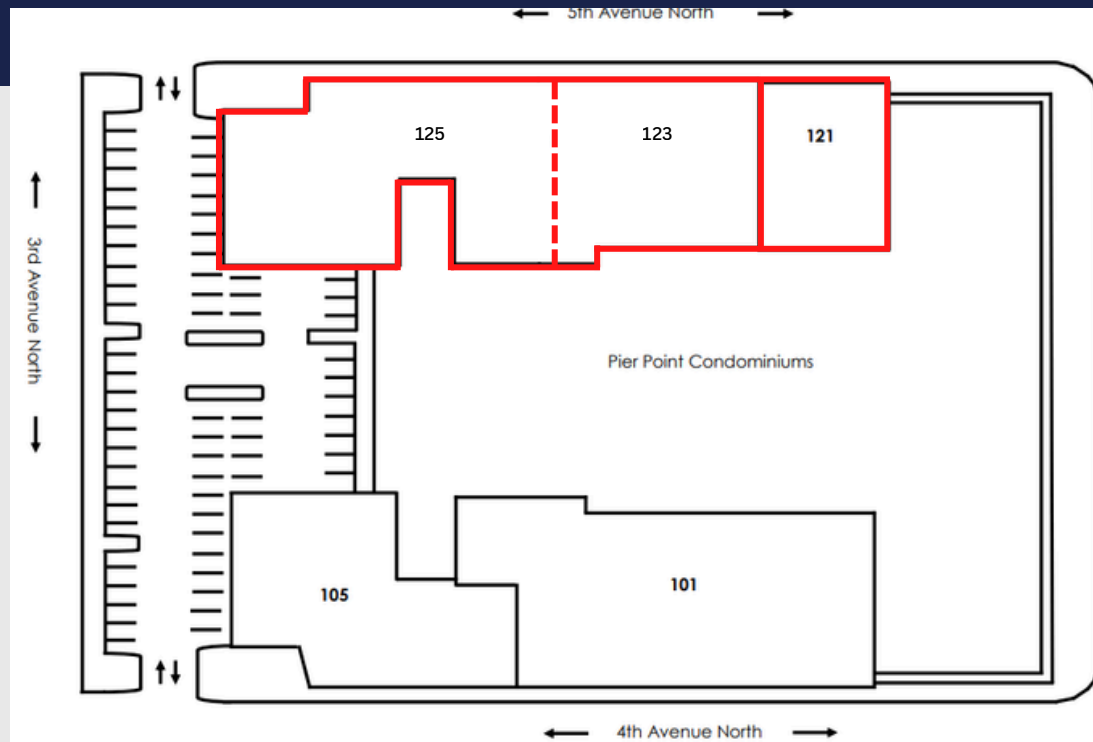 5th Avenue North
125
123
121
3rd Avenue North
Pier Point Condominiums
105
101
4th Avenue North